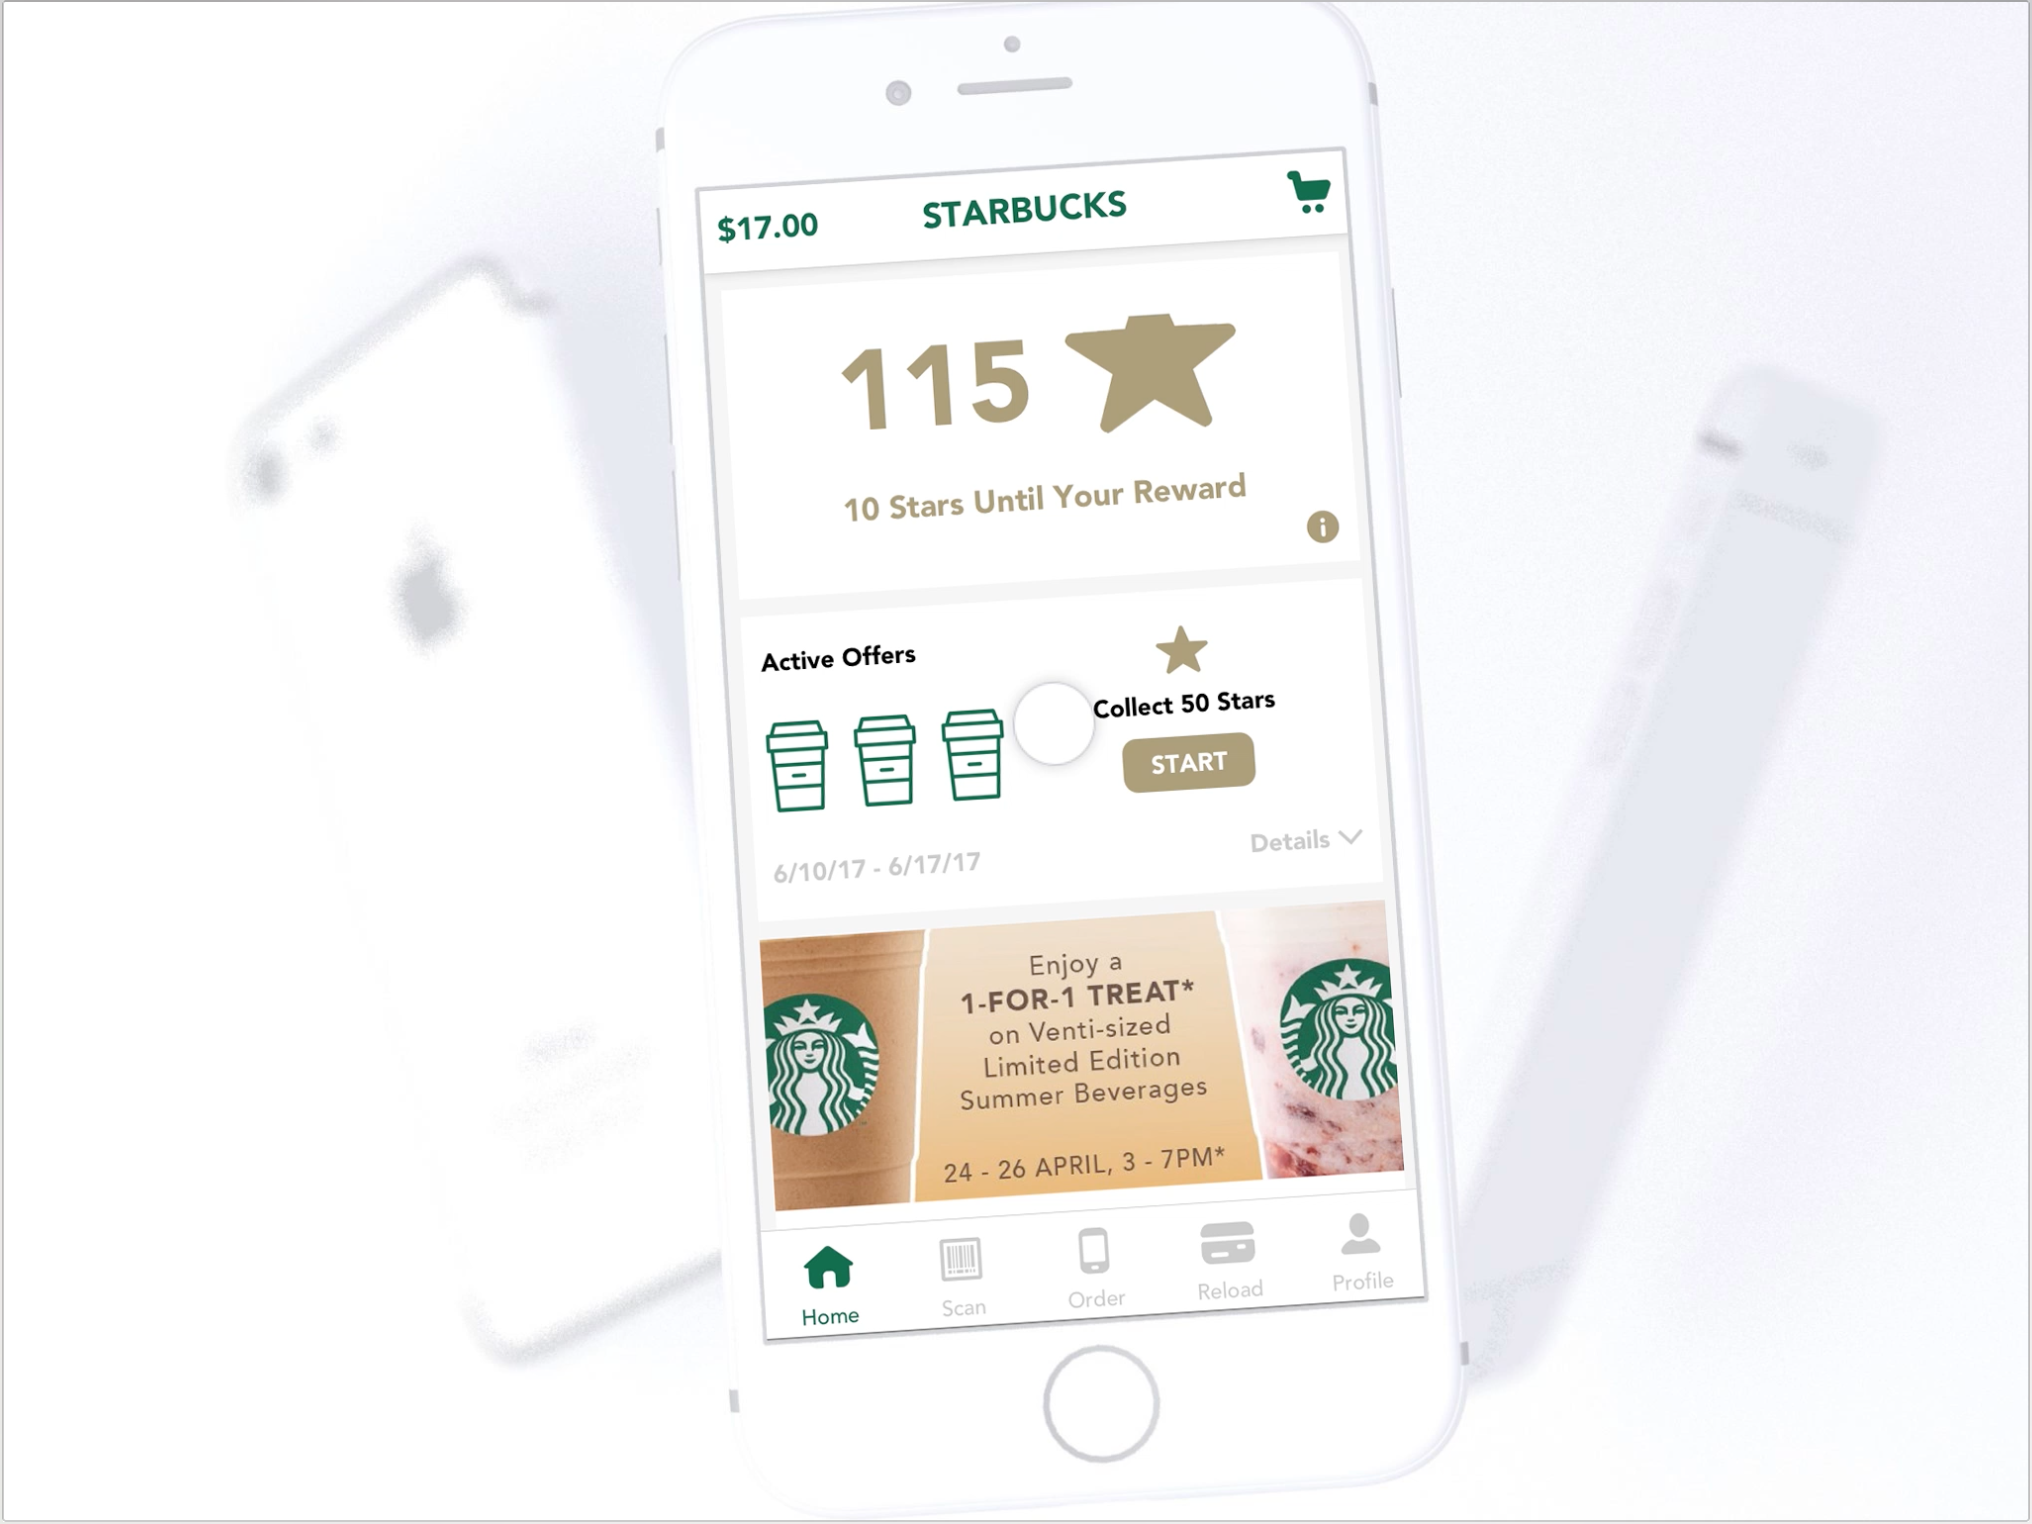 $17.00
STARBUCKS
115
10 Stars Until Your Reward
Active Offers
Collect 50 Stars
START
6/10/17 - 6/17/17
Details
Enjoy a
1-FOR-1 TREAT*
on Venti-sized
Limited Edition
Summer Beverages
24 - 26 APRIL, 3 - 7PM*
Home
Scan
Order
Reload
Profile